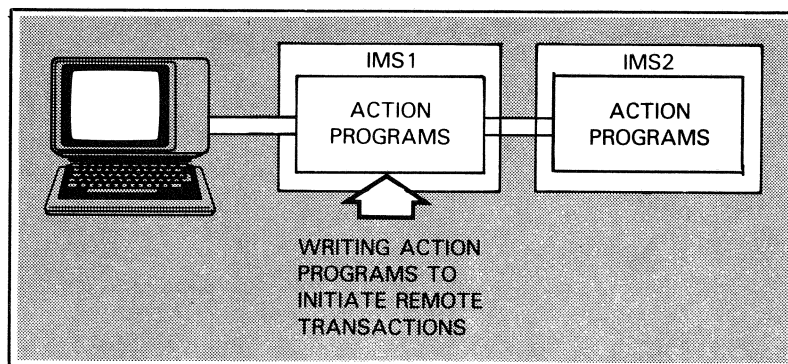 IMS1
ACTION
PROGRAMS
IMS2
ACTION
PROGRAMS
WRITING ACTION
PROGRAMS TO
INITIATE REMOTE
TRANSACTIONS